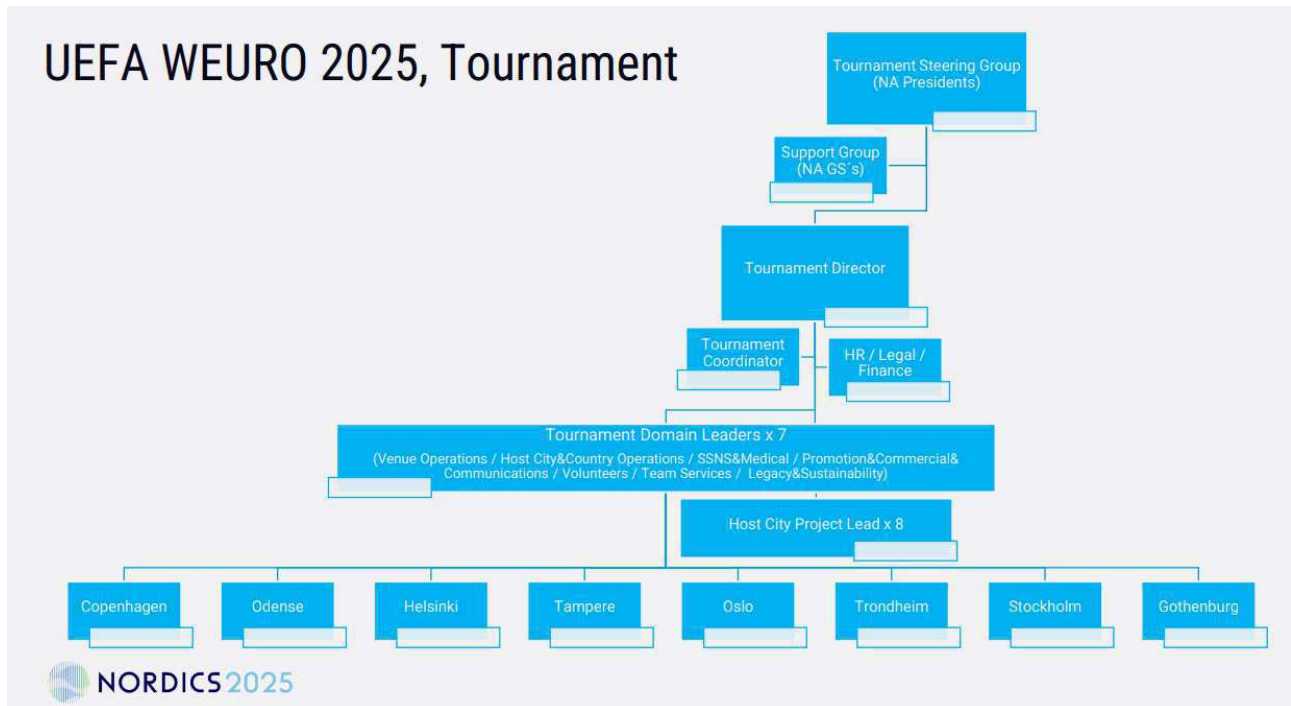 UEFA WEURO 2025, Tournament
Tournament Steering Group
(NA Presidents)
Support Group
(NA GS´s)
Tournament Director
Tournament
Coordinator
HR / Legal /
Finance
Tournament Domain Leaders x 7
(Venue Operations / Host City&Country Operations / SSNS&Medical / Promotion&Commercial&
Communications / Volunteers / Team Services /  Legacy&Sustainability)
Host City Project Lead x 8
Copenhagen
Odense
Helsinki
Tampere
Oslo
Trondheim
Stockholm
Gothenburg
NORDICS2025